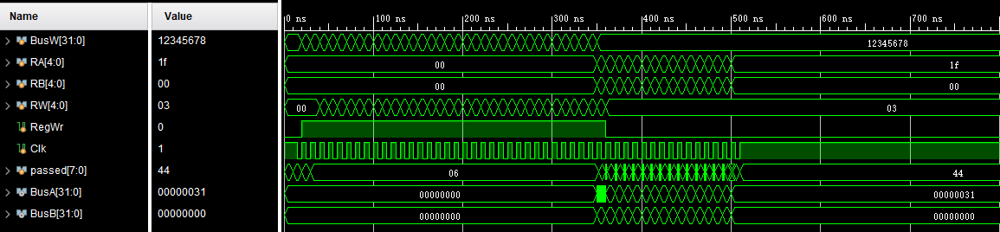 Name Value 0 ns 100 ns 200 ns 300 ns 400 ns 500 ns 600 ns 700 ns
BusW[31:0] 12345678 12345678
RA[4:0] 1f 00 1f
RB[4:0] 00 00 00
RW[4:0] 03 00 03
RegWr 0
Clk 1
passed[7:0] 44 06 44
BusA[31:0] 00000031 00000000 00000031
BusB[31:0] 00000000 00000000 00000000